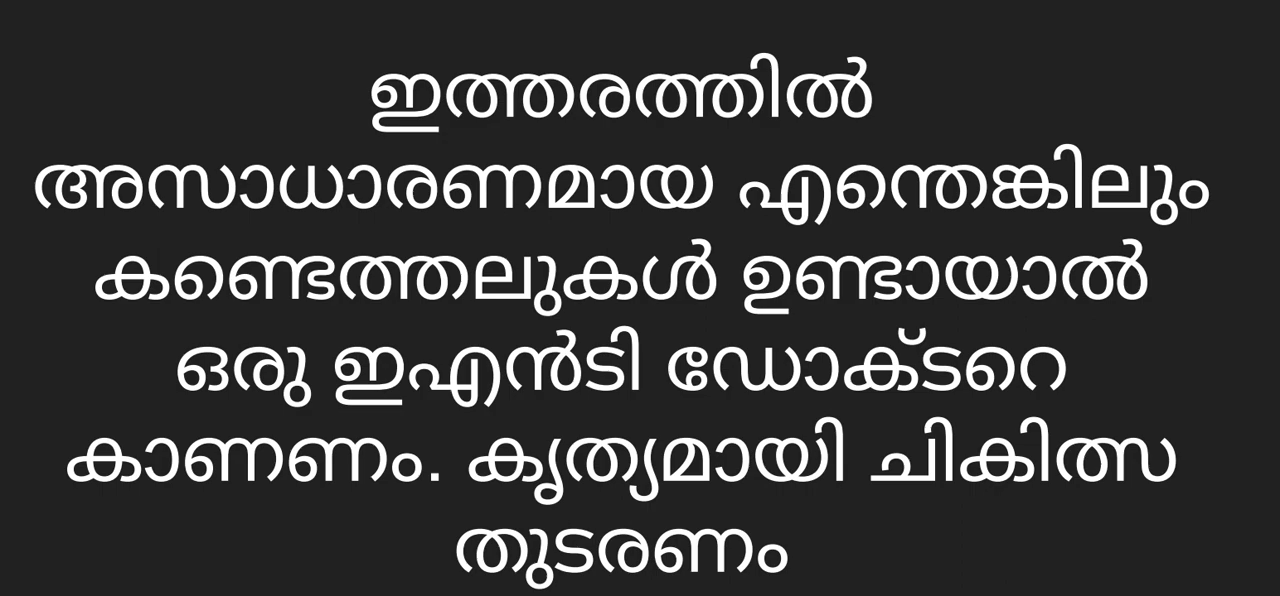 ഇത്തരത്തിൽ
അസാധാരണമായ എന്തെങ്കിലും
കണ്ടെത്തലുകൾ ഉണ്ടായാൽ
ഒരു ഇഎൻടി ഡോക്ടറെ
കാണണം. കൃത്യമായി ചികിത്സ
തുടരണം